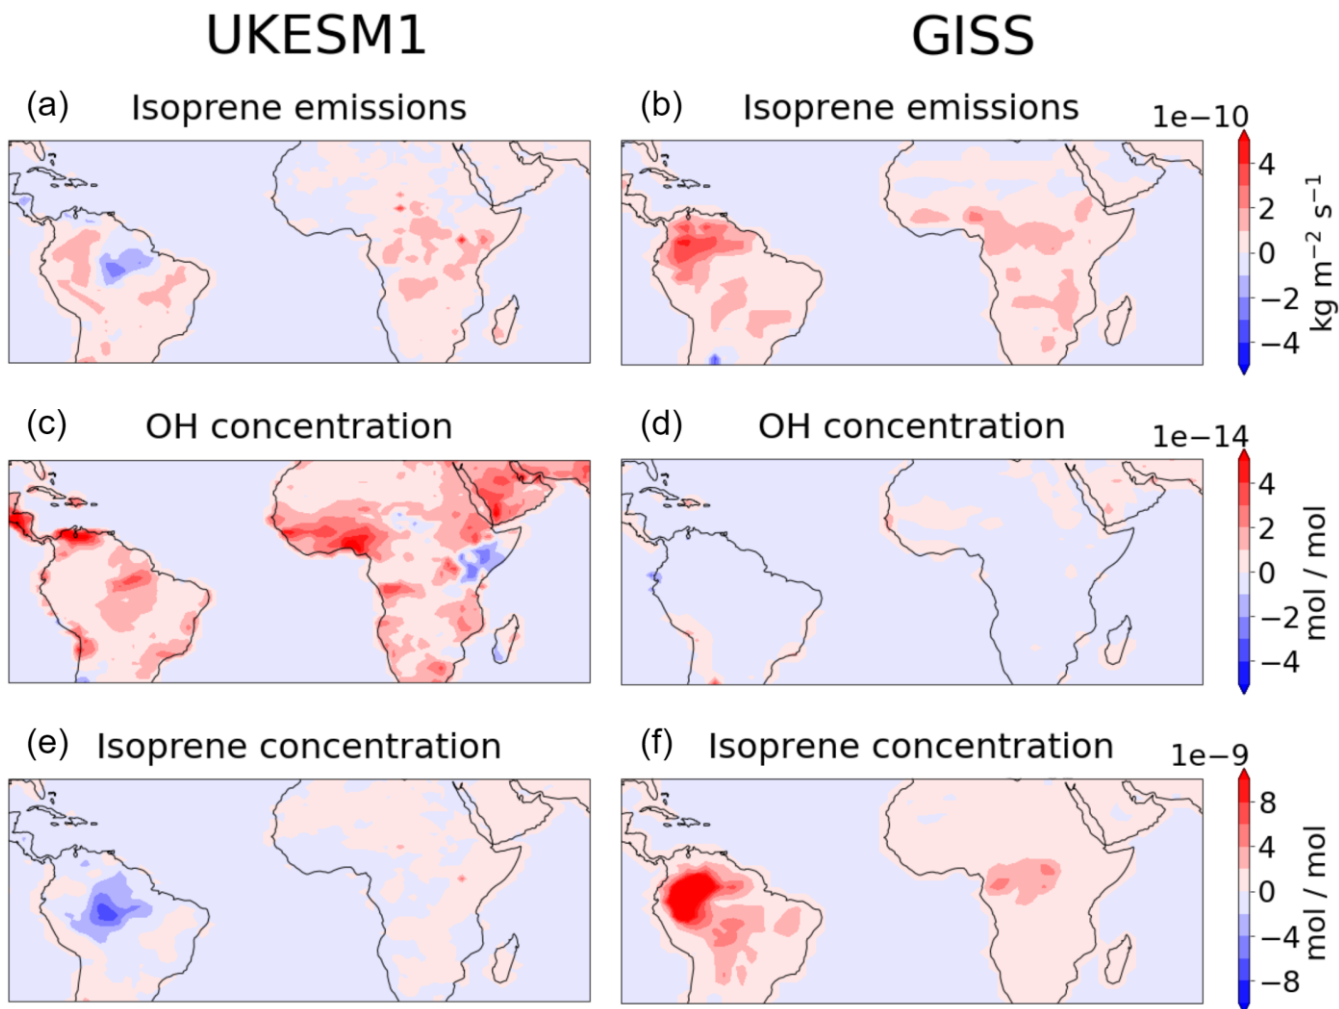 UKESM1 GISS
(a) Isoprene emissions (b) Isoprene emissions 1e−10
4
2
0
−2
−4
kg m⁻² s⁻¹
(c) OH concentration (d) OH concentration 1e−14
4
2
0
−2
−4
mol / mol
(e) Isoprene concentration (f) Isoprene concentration 1e−9
8
4
0
−4
−8
mol / mol